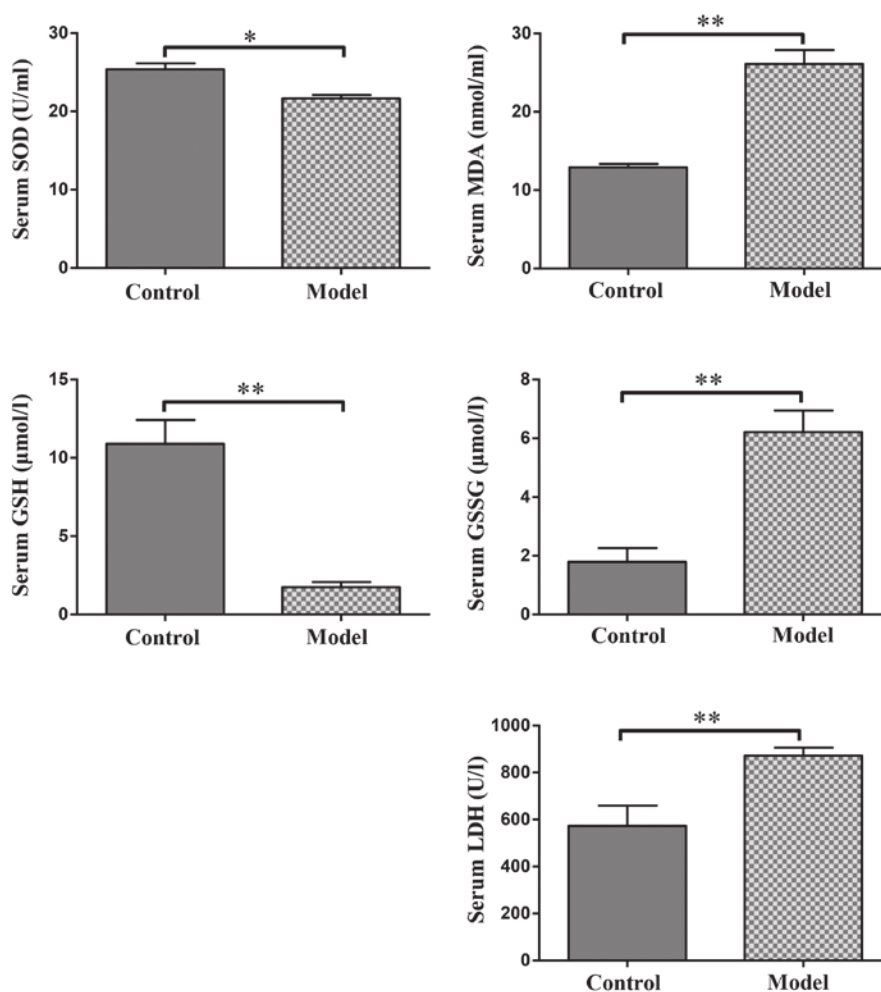 Serum SOD (U/ml)
30
20
10
0
*
Control Model
Serum MDA (nmol/ml)
30
20
10
0
**
Control Model
Serum GSH (μmol/l)
15
10
5
0
**
Control Model
Serum GSSG (μmol/l)
8
6
4
2
0
**
Control Model
Serum LDH (U/l)
1000
800
600
400
200
0
**
Control Model